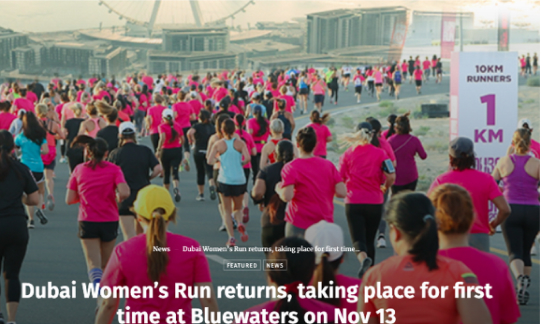 10KM
RUNNERS
1
KM
DUBAI
News Dubai Women's Run returns, taking place for first time...
FEATURED NEWS
Dubai Women's Run returns, taking place for first
time at Bluewaters on Nov 13